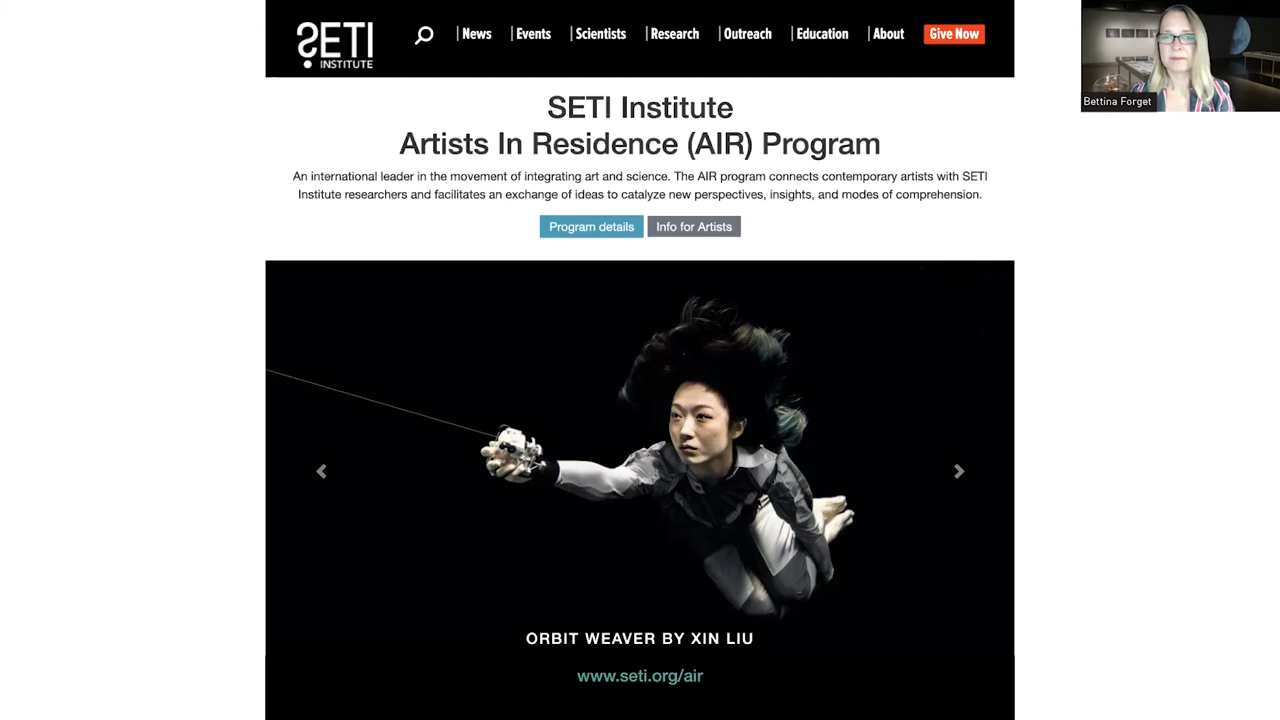 SETI
INSTITUTE
News
Events
Scientists
Research
Outreach
Education
About
Give Now
Bettina Forget
SETI Institute
Artists In Residence (AIR) Program
An international leader in the movement of integrating art and science. The AIR program connects contemporary artists with SETI
Institute researchers and facilitates an exchange of ideas to catalyze new perspectives, insights, and modes of comprehension.
Program details
Info for Artists
ORBIT WEAVER BY XIN LIU
www.seti.org/air